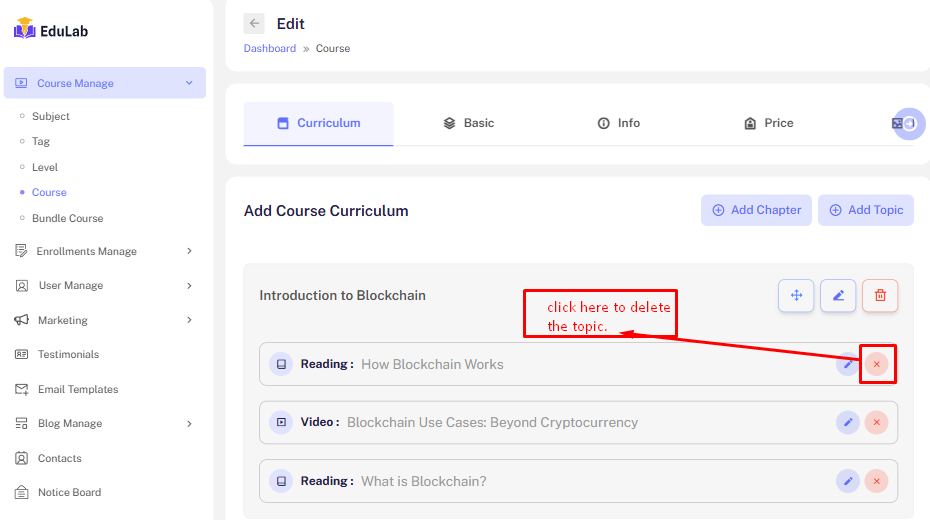 EduLab
Edit
Dashboard » Course
Course Manage
Subject
Tag
Level
Course
Bundle Course
Enrollments Manage
User Manage
Marketing
Testimonials
Email Templates
Blog Manage
Contacts
Notice Board
Curriculum
Basic
Info
Price
Add Course Curriculum
Add Chapter
Add Topic
Introduction to Blockchain
click here to delete
the topic.
Reading : How Blockchain Works
Video : Blockchain Use Cases: Beyond Cryptocurrency
Reading : What is Blockchain?